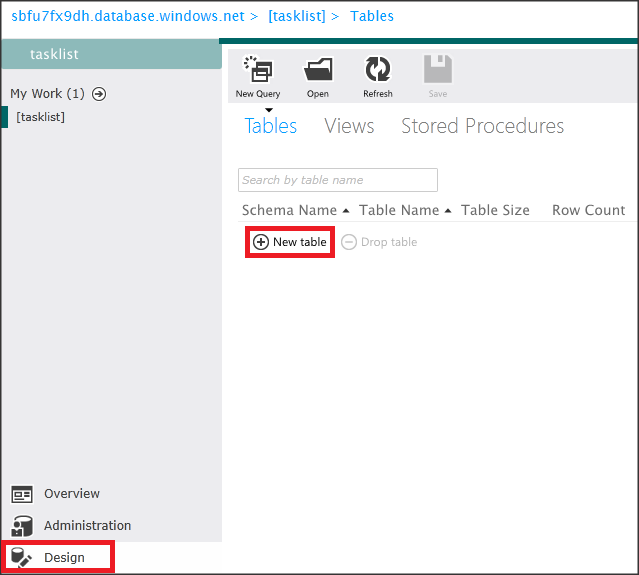 sbfu7fx9dh.database.windows.net > [tasklist] > Tables
tasklist
My Work (1)
[tasklist]
New Query Open Refresh Save
Tables Views Stored Procedures
Search by table name
Schema Name Table Name Table Size Row Count
New table Drop table
Overview
Administration
Design